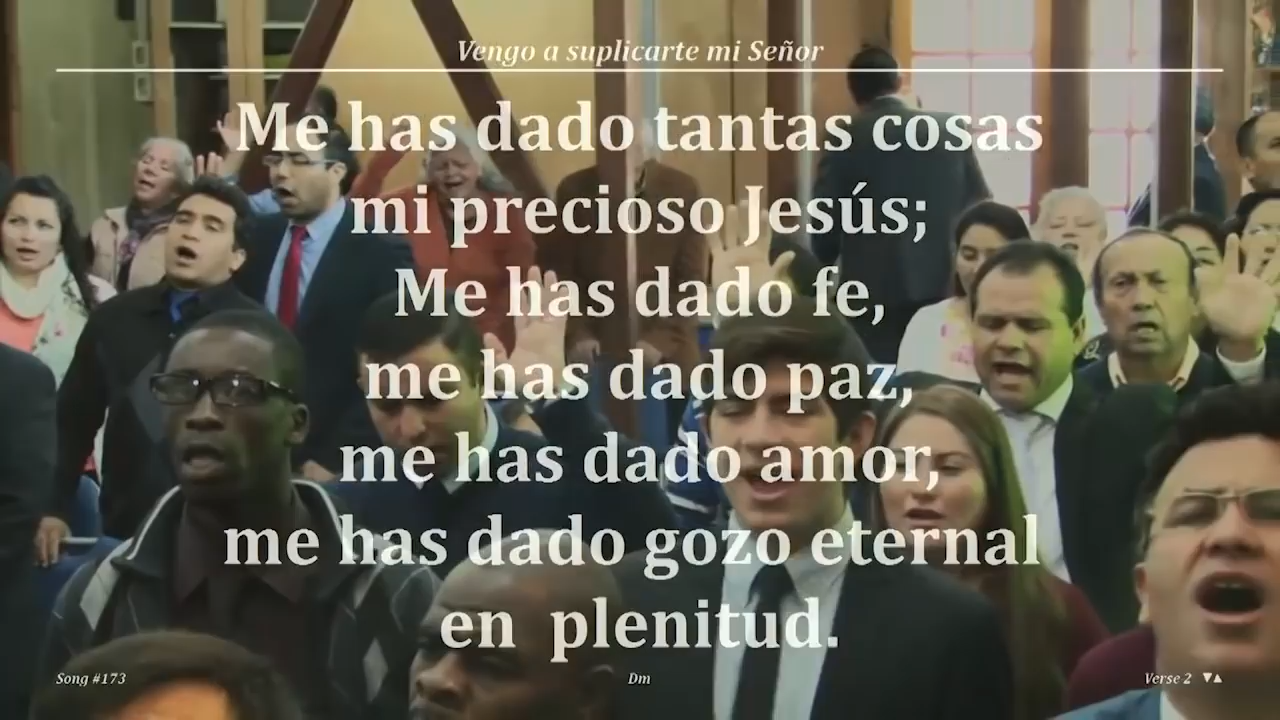 Vengo a suplicarte mi Señor
Me has dado tantas cosas
mi precioso Jesús;
Me has dado fe,
me has dado paz,
me has dado amor,
me has dado gozo eternal
en plenitud.
Song #173
Dm
Verse 2 ▼▲